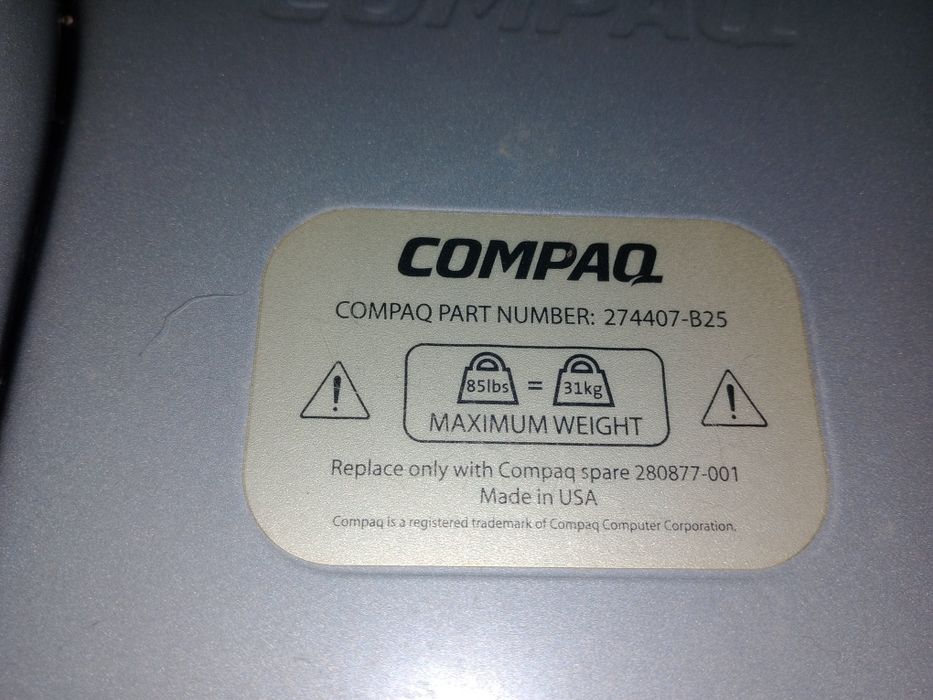 COMPAQ
COMPAQ
COMPAQ PART NUMBER: 274407-B25
! 85lbs = 31kg !
MAXIMUM WEIGHT
Replace only with Compaq spare 280877-001
Made in USA
Compaq is a registered trademark of Compaq Computer Corporation.